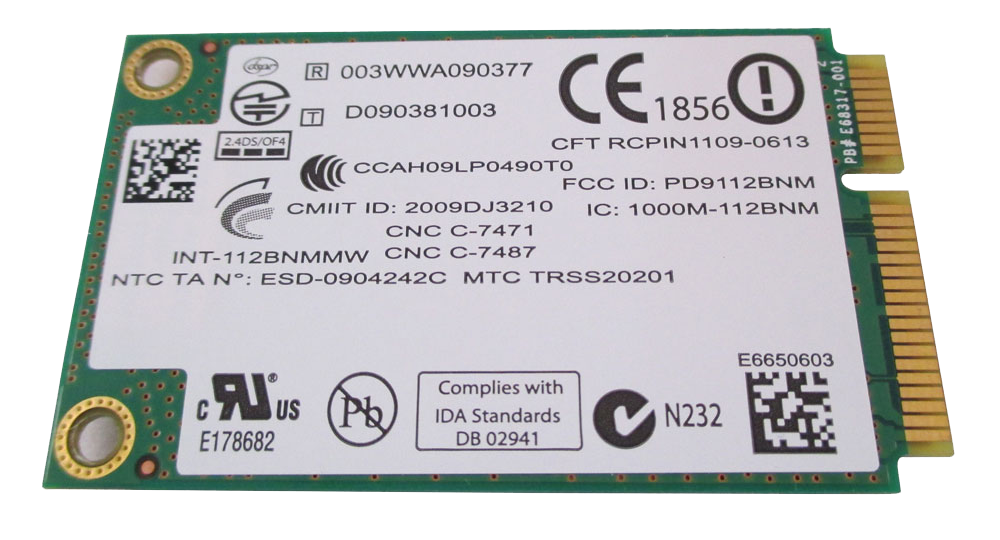 R 003WWA090377
T D090381003
2.4DS/OF4
CE 1856
CFT RCPIN1109-0613
CCAH09LP0490T0
FCC ID: PD9112BNM
CMIIT ID: 2009DJ3210
IC: 1000M-112BNM
CNC C-7471
INT-112BNMMW CNC C-7487
NTC TA N°: ESD-0904242C MTC TRSS20201
PB# E68317-001
E6650603
c RU® US
E178682
Pb
Complies with
IDA Standards
DB 02941
N232